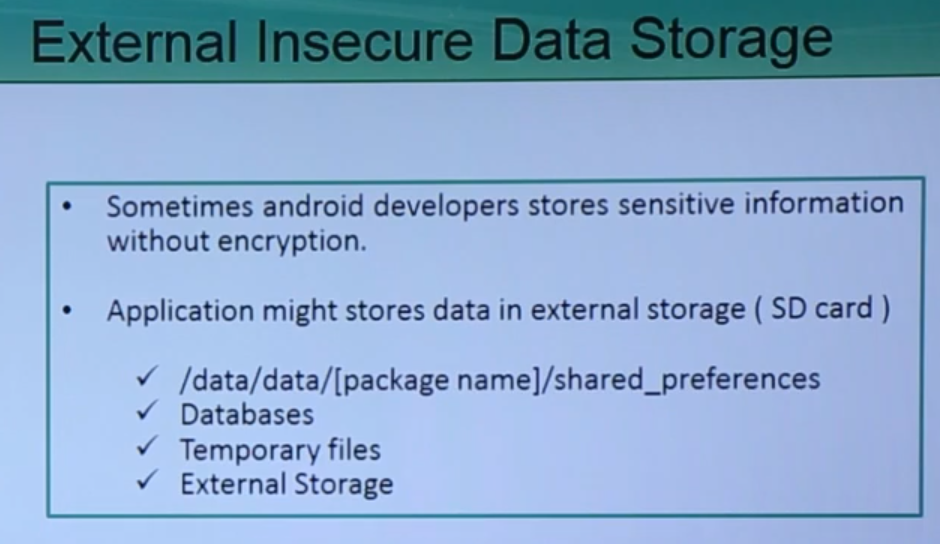 External Insecure Data Storage
• Sometimes android developers stores sensitive information
without encryption.
• Application might stores data in external storage ( SD card )
✓ /data/data/[package name]/shared_preferences
✓ Databases
✓ Temporary files
✓ External Storage